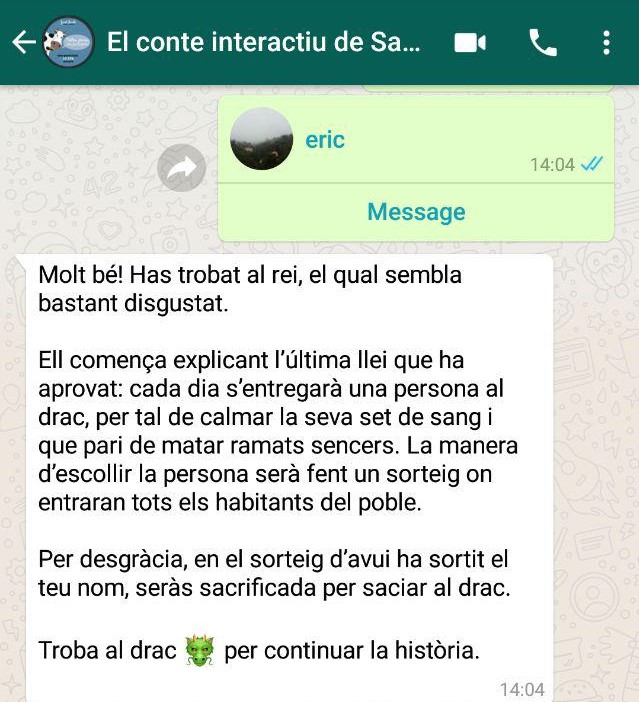 El conte interactiu de Sa...
eric
14:04
Message
Molt bé! Has trobat al rei, el qual sembla
bastant disgustat.
Ell comença explicant l’última llei que ha
aprovat: cada dia s’entregarà una persona al
drac, per tal de calmar la seva set de sang i
que pari de matar ramats sencers. La manera
d’escollir la persona serà fent un sorteig on
entraran tots els habitants del poble.
Per desgràcia, en el sorteig d’avui ha sortit el
teu nom, seràs sacrificada per saciar al drac.
Troba al drac 🐲 per continuar la història.
14:04